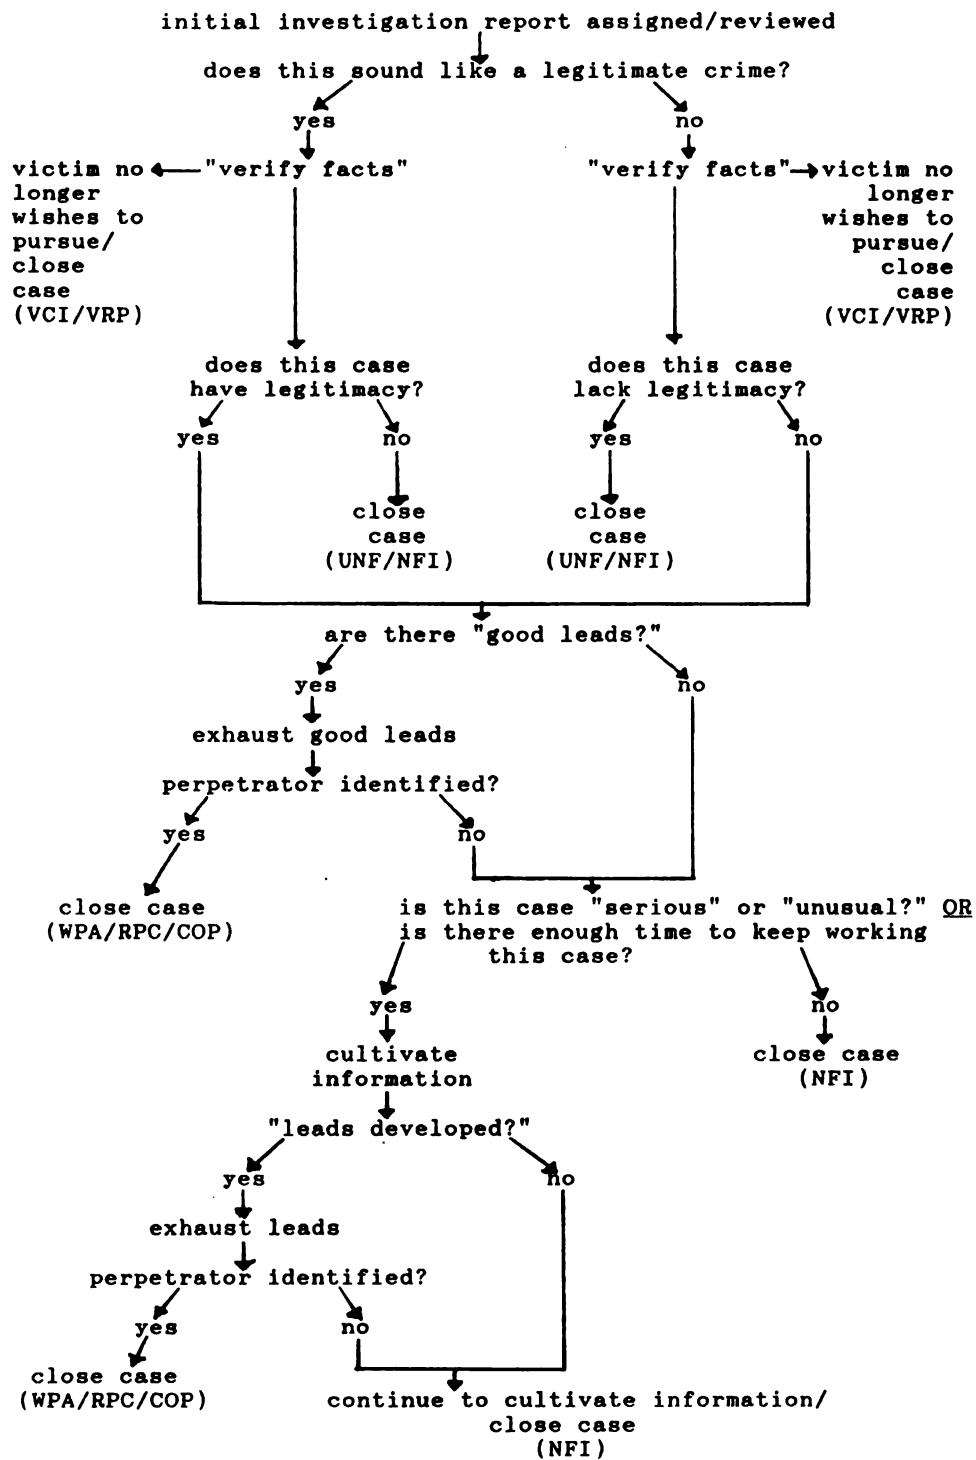 initial investigation report assigned/reviewed
does this sound like a legitimate crime?
yes
no
victim no
longer
wishes to
pursue/
close
case
(VCI/VRP)
"verify facts"
"verify facts"
victim no
longer
wishes to
pursue/
close
case
(VCI/VRP)
does this case
have legitimacy?
does this case
lack legitimacy?
yes
no
yes
no
close
case
(UNF/NFI)
close
case
(UNF/NFI)
are there "good leads?"
yes
no
exhaust good leads
perpetrator identified?
yes
no
close case
(WPA/RPC/COP)
is this case "serious" or "unusual?" OR
is there enough time to keep working
this case?
yes
no
cultivate
information
close case
(NFI)
"leads developed?"
yes
no
exhaust leads
perpetrator identified?
yes
no
close case
(WPA/RPC/COP)
continue to cultivate information/
close case
(NFI)